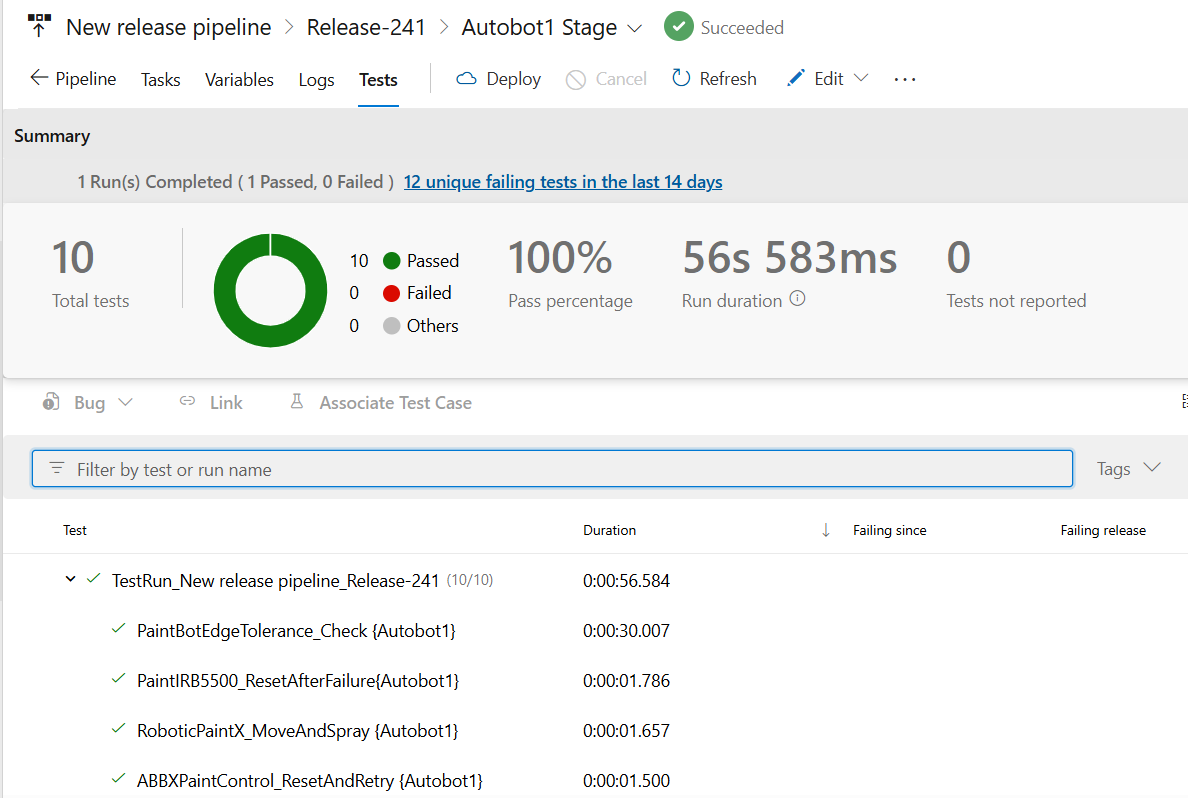 New release pipeline > Release-241 > Autobot1 Stage Succeeded
Pipeline Tasks Variables Logs Tests Deploy Cancel Refresh Edit ...
Summary
1 Run(s) Completed ( 1 Passed, 0 Failed ) 12 unique failing tests in the last 14 days
10 100% 56s 583ms 0
Total tests Pass percentage Run duration Tests not reported
10 Passed
0 Failed
0 Others
Bug Link Associate Test Case
Filter by test or run name Tags
Test Duration Failing since Failing release
TestRun_New release pipeline_Release-241 (10/10) 0:00:56.584
PaintBotEdgeTolerance_Check {Autobot1} 0:00:30.007
PaintIRB5500_ResetAfterFailure{Autobot1} 0:00:01.786
RoboticPaintX_MoveAndSpray {Autobot1} 0:00:01.657
ABBXPaintControl_ResetAndRetry {Autobot1} 0:00:01.500